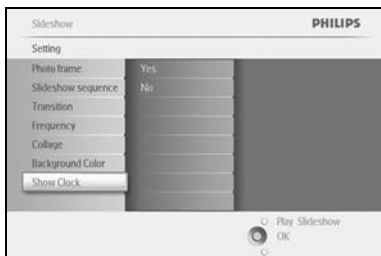 Slideshow PHILIPS
Setting
Photo frame Yes
Slideshow sequence No
Transition
Frequency
Collage
Background Color
Show Clock
Play Slideshow
OK